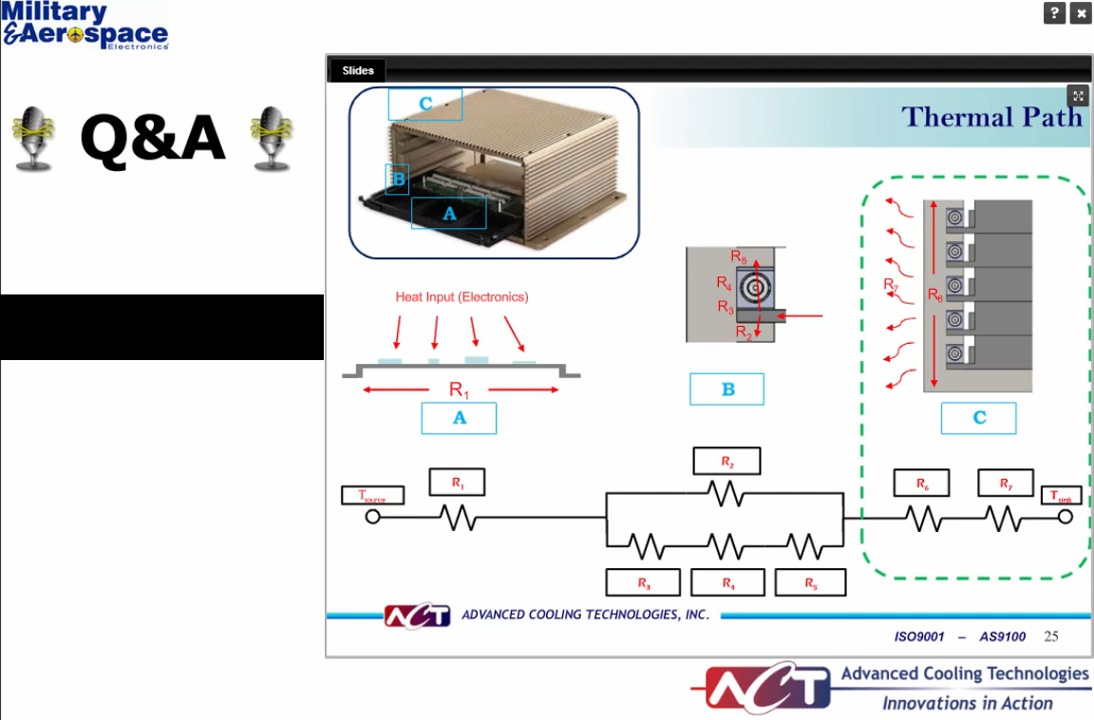 Military
&Aerospace
Electronics
?
Q&A
Slides
Thermal Path
C
B
A
Heat Input (Electronics)
R1
A
R5
R4
R3
R2
B
R7
R6
C
Tsource
R1
R2
R3
R4
R5
R6
R7
Tsink
ACT ADVANCED COOLING TECHNOLOGIES, INC.
ISO9001 – AS9100 25
ACT
Advanced Cooling Technologies
Innovations in Action